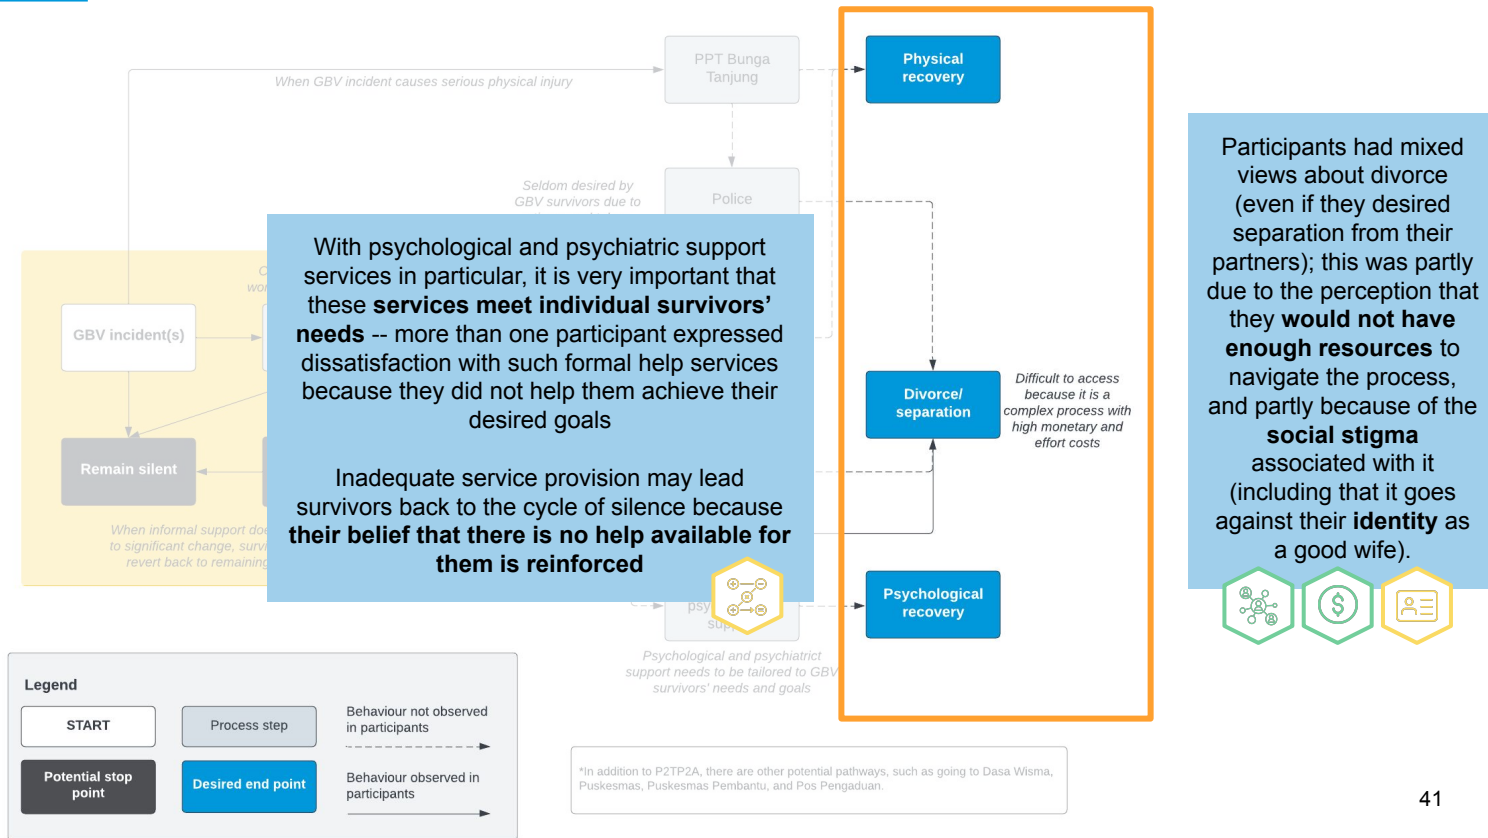 PPT Bunga
Tanjung
Physical
recovery
When GBV incident causes serious physical injury
Seldom desired by
GBV survivors due to
Police
GBV incident(s)
Remain silent
When informal support
to significant change,
revert back to remaining
With psychological and psychiatric support
services in particular, it is very important that
these services meet individual survivors'
needs -- more than one participant expressed
dissatisfaction with such formal help services
because they did not help them achieve their
desired goals
Inadequate service provision may lead
survivors back to the cycle of silence because
their belief that there is no help available for
them is reinforced
Divorce/
separation
Difficult to access
because it is a
complex process with
high monetary and
effort costs
Psychological
recovery
Psychological and psychiatrict
support needs to be tailored to GBV
survivors' needs and goals
Participants had mixed
views about divorce
(even if they desired
separation from their
partners); this was partly
due to the perception that
they would not have
enough resources to
navigate the process,
and partly because of the
social stigma
associated with it
(including that it goes
against their identity as
a good wife).
Legend
START
Process step
Behaviour not observed
in participants
Potential stop
point
Desired end point
Behaviour observed in
participants
*In addition to P2TP2A, there are other potential pathways, such as going to Dasa Wisma,
Puskesmas, Puskesmas Pembantu, and Pos Pengaduan.
41